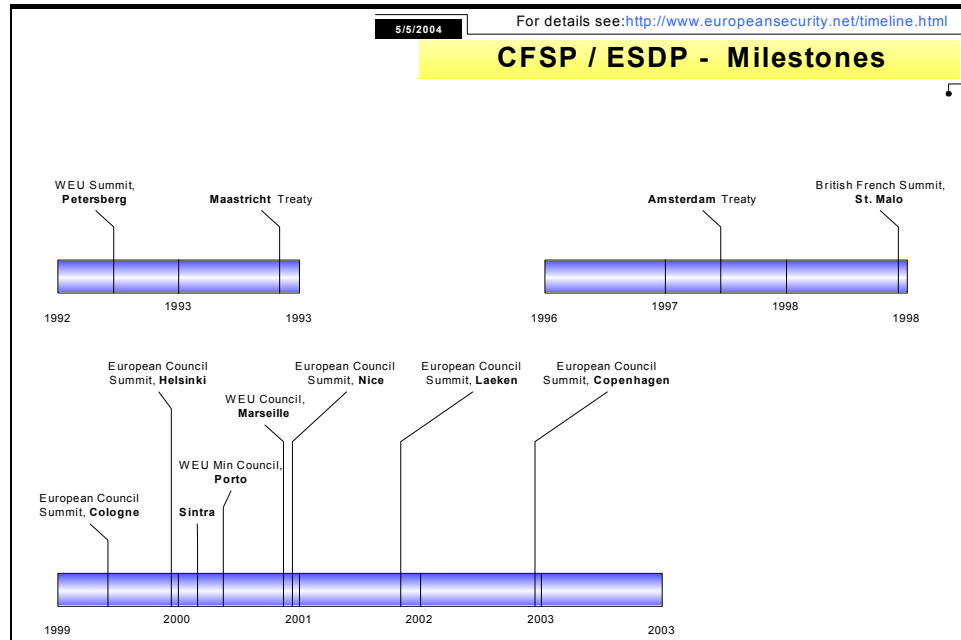 5/5/2004
For details see:http://www.europeansecurity.net/timeline.html
CFSP / ESDP - Milestones
WEU Summit,
Petersberg
Maastricht Treaty
Amsterdam Treaty
British French Summit,
St. Malo
1992
1993
1993
1996
1997
1998
1998
European Council
Summit, Helsinki
European Council
Summit, Nice
European Council
Summit, Laeken
European Council
Summit, Copenhagen
WEU Council,
Marseille
WEU Min Council,
Porto
European Council
Summit, Cologne
Sintra
1999
2000
2001
2002
2003
2003